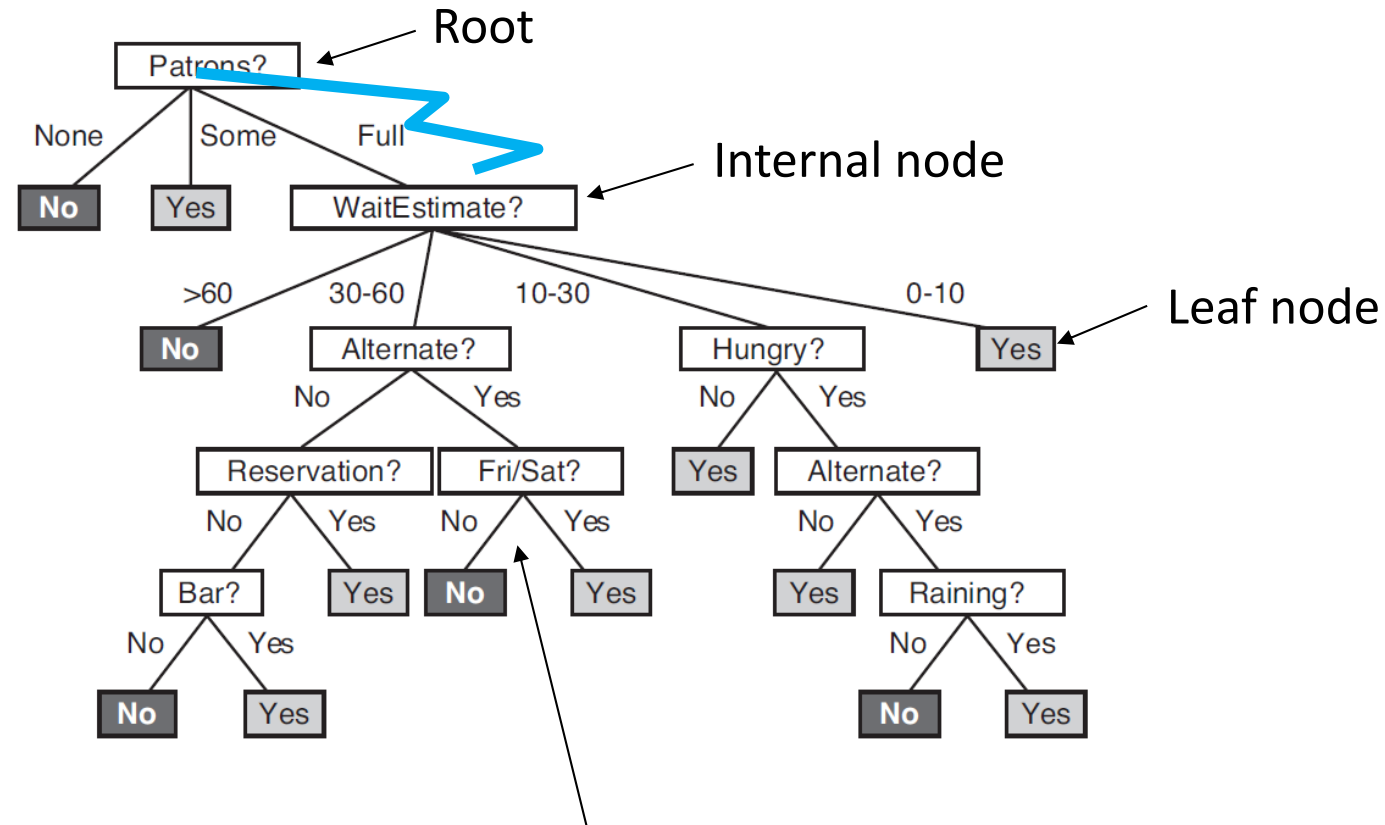 Root
Patrons?
None Some Full
Internal node
No Yes WaitEstimate?
>60 30-60 10-30 0-10
Leaf node
No Alternate? Hungry? Yes
No Yes No Yes
Reservation? Fri/Sat? Yes Alternate?
No Yes No Yes No Yes
Bar? Yes No Yes Yes Raining?
No Yes No Yes
No Yes No Yes